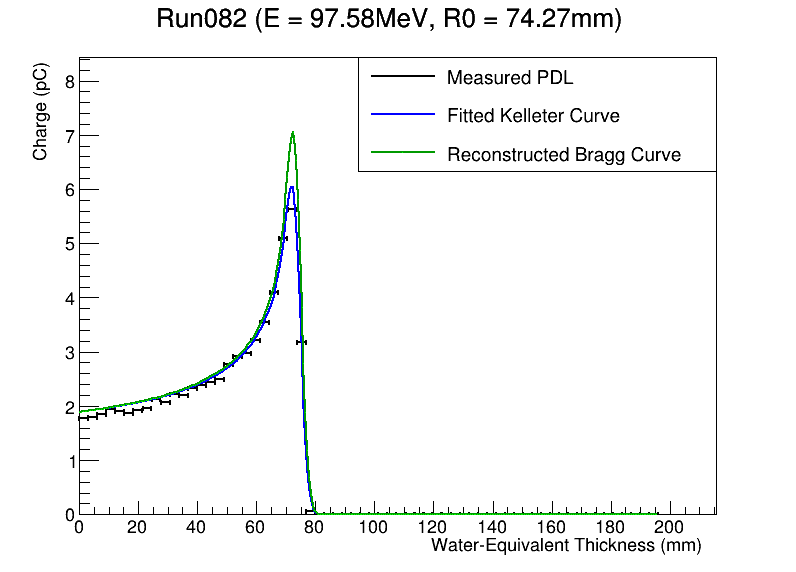 Run082 (E = 97.58MeV, R0 = 74.27mm)
Charge (pC)
Measured PDL
Fitted Kelleter Curve
Reconstructed Bragg Curve
8
7
6
5
4
3
2
1
0
0 20 40 60 80 100 120 140 160 180 200
Water-Equivalent Thickness (mm)